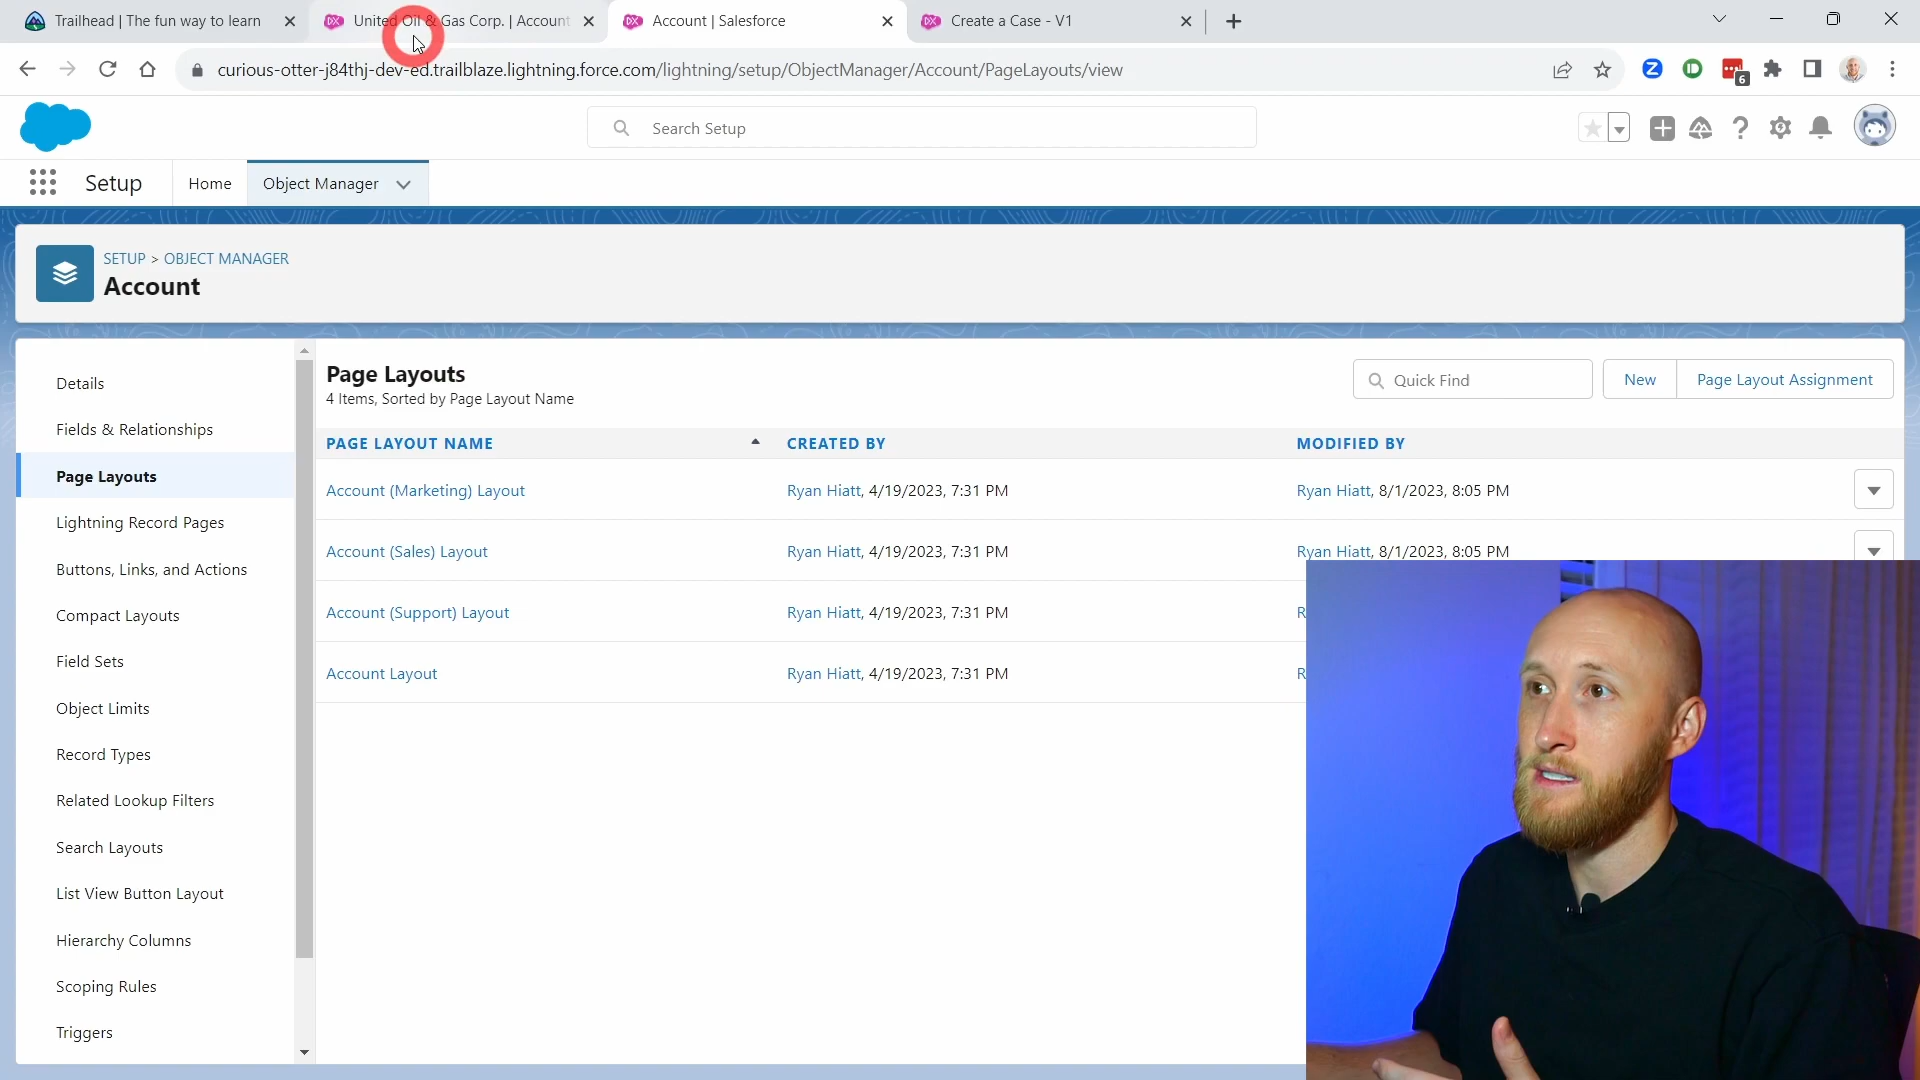 Trailhead | The fun way to learn
United Oil & Gas Corp. | Account
Account | Salesforce
Create a Case - V1
curious-otter-j84thj-dev-ed.trailblaze.lightning.force.com/lightning/setup/ObjectManager/Account/PageLayouts/view
6
Search Setup
Setup
Home
Object Manager
SETUP > OBJECT MANAGER
Account
Details
Fields & Relationships
Page Layouts
Lightning Record Pages
Buttons, Links, and Actions
Compact Layouts
Field Sets
Object Limits
Record Types
Related Lookup Filters
Search Layouts
List View Button Layout
Hierarchy Columns
Scoping Rules
Triggers
Page Layouts
4 Items, Sorted by Page Layout Name
Quick Find
New
Page Layout Assignment
PAGE LAYOUT NAME CREATED BY MODIFIED BY
Account (Marketing) Layout Ryan Hiatt, 4/19/2023, 7:31 PM Ryan Hiatt, 8/1/2023, 8:05 PM
Account (Sales) Layout Ryan Hiatt, 4/19/2023, 7:31 PM Ryan Hiatt, 8/1/2023, 8:05 PM
Account (Support) Layout Ryan Hiatt, 4/19/2023, 7:31 PM R
Account Layout Ryan Hiatt, 4/19/2023, 7:31 PM R